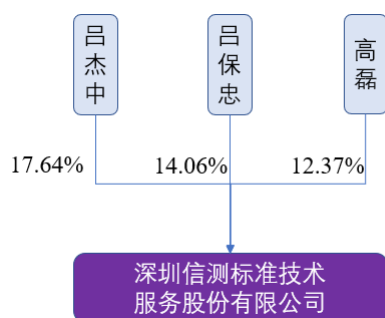 吕杰中
吕保忠
高磊
17.64%
14.06%
12.37%
深圳信测标准技术
服务股份有限公司